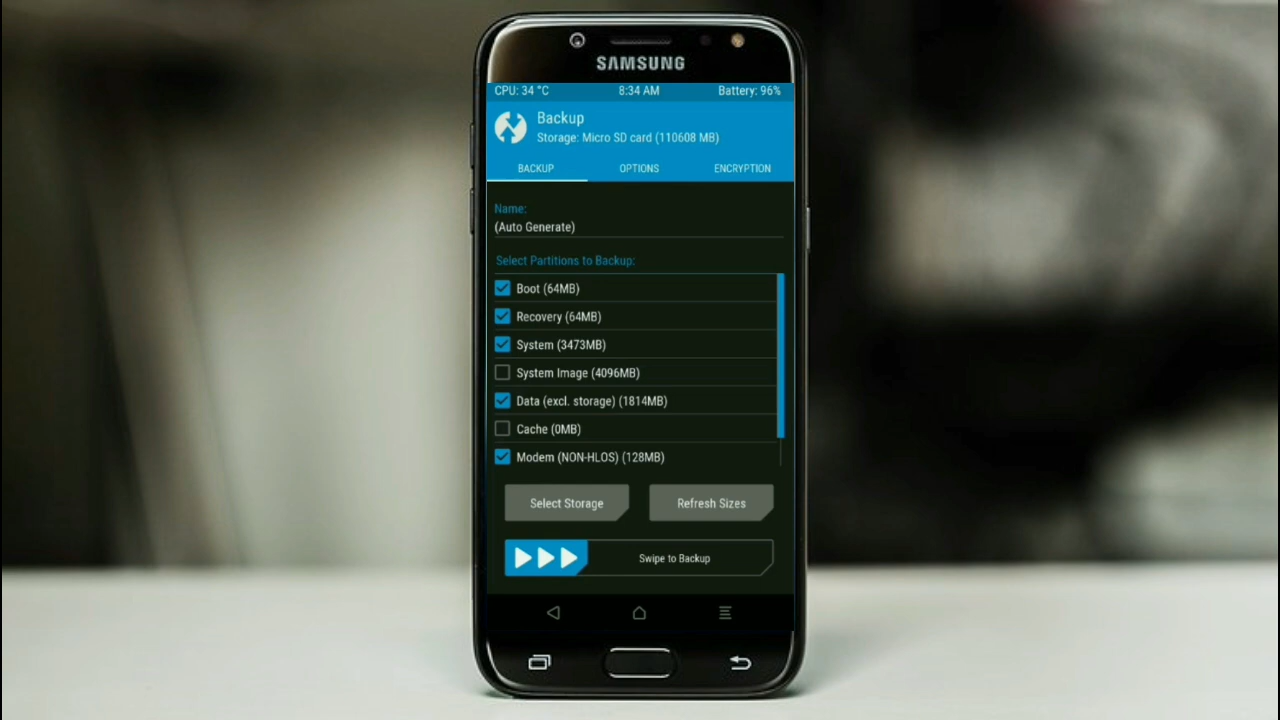 SAMSUNG
CPU: 34 °C 8:34 AM Battery: 96%
Backup
Storage: Micro SD card (110608 MB)
BACKUP OPTIONS ENCRYPTION
Name:
(Auto Generate)
Select Partitions to Backup:
Boot (64MB)
Recovery (64MB)
System (3473MB)
System Image (4096MB)
Data (excl. storage) (1814MB)
Cache (0MB)
Modem (NON-HLOS) (128MB)
Select Storage Refresh Sizes
Swipe to Backup